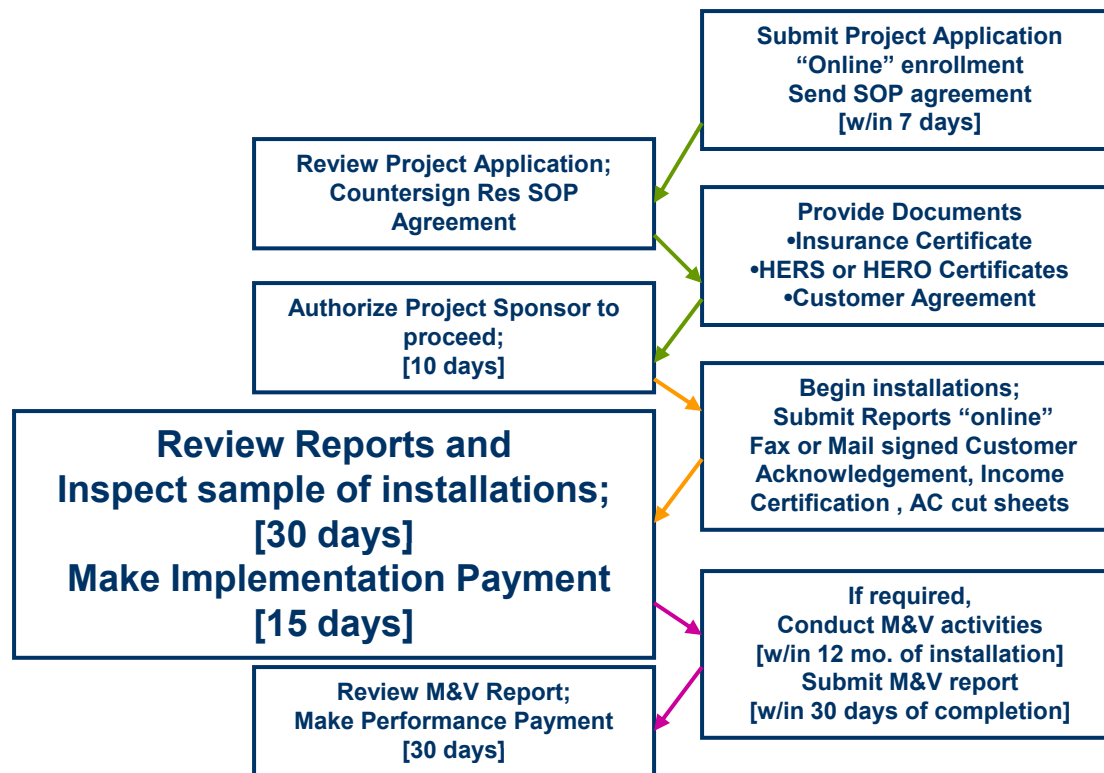 Submit Project Application
“Online” enrollment
Send SOP agreement
[w/in 7 days]
Review Project Application;
Countersign Res SOP
Agreement
Provide Documents
•Insurance Certificate
•HERS or HERO Certificates
•Customer Agreement
Authorize Project Sponsor to
proceed;
[10 days]
Begin installations;
Submit Reports “online”
Fax or Mail signed Customer
Acknowledgement, Income
Certification , AC cut sheets
Review Reports and
Inspect sample of installations;
[30 days]
Make Implementation Payment
[15 days]
If required,
Conduct M&V activities
[w/in 12 mo. of installation]
Submit M&V report
[w/in 30 days of completion]
Review M&V Report;
Make Performance Payment
[30 days]